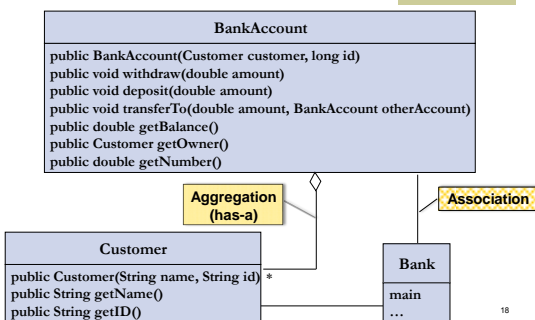 BankAccount
public BankAccount(Customer customer, long id)
public void withdraw(double amount)
public void deposit(double amount)
public void transferTo(double amount, BankAccount otherAccount)
public double getBalance()
public Customer getOwner()
public double getNumber()
Aggregation
(has-a)
Association
Customer
public Customer(String name, String id)
*
public String getName()
public String getID()
Bank
main
...
18